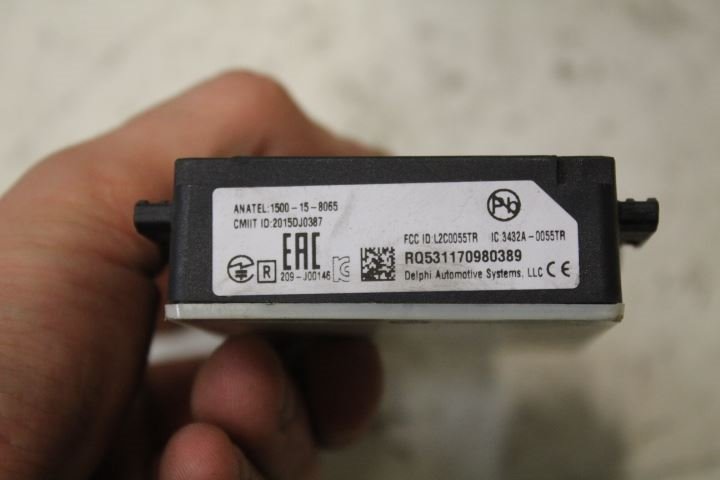 ANATEL:1500-15-8065
CMIIT ID:2015DJ0387
Pb
FCC ID:L2C0055TR IC:3432A-0055TR
EAC
R
209-J00146
RQ531170980389
Delphi Automotive Systems, LLC CE